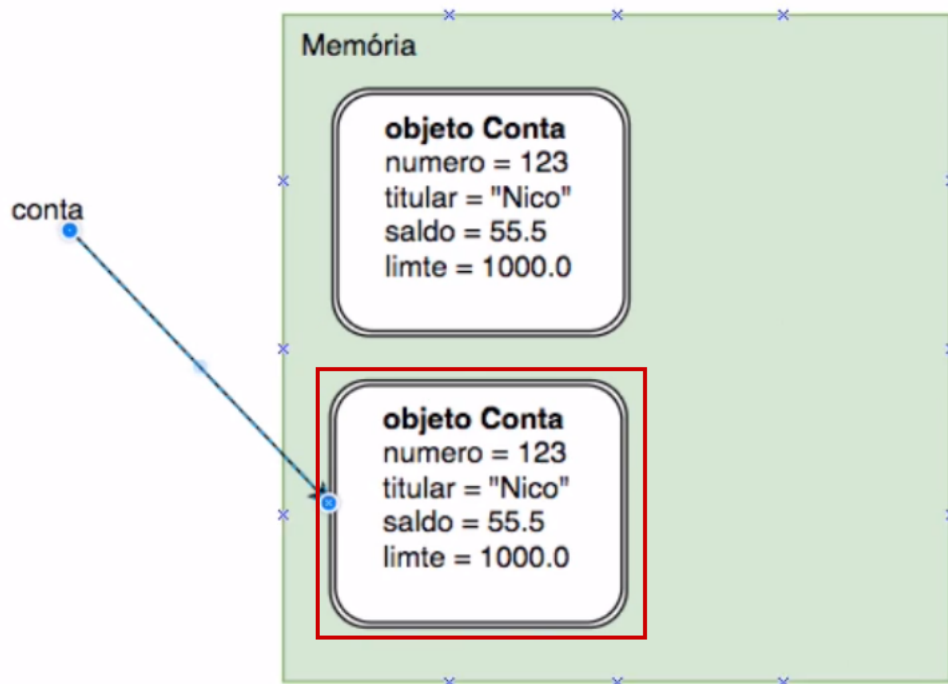 Memória
objeto Conta
numero = 123
titular = "Nico"
saldo = 55.5
limte = 1000.0
conta
objeto Conta
numero = 123
titular = "Nico"
saldo = 55.5
limte = 1000.0